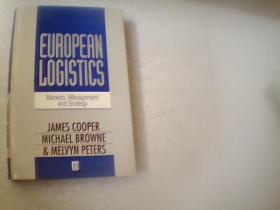 EUROPEAN
LOGISTICS
Markets, Management
and Strategy
JAMES COOPER
MICHAEL BROWNE
& MELVYN PETERS